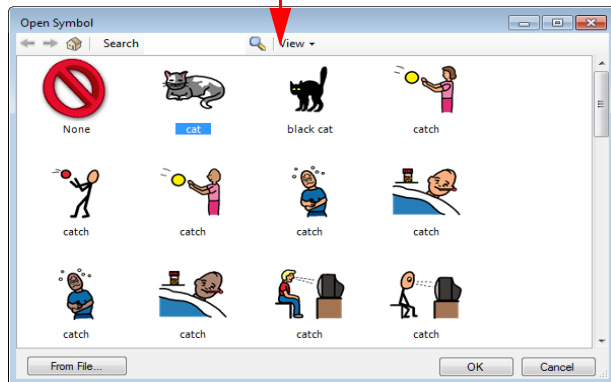 Open Symbol
Search View
None cat black cat catch
catch catch catch catch
catch catch catch catch
From File... OK Cancel